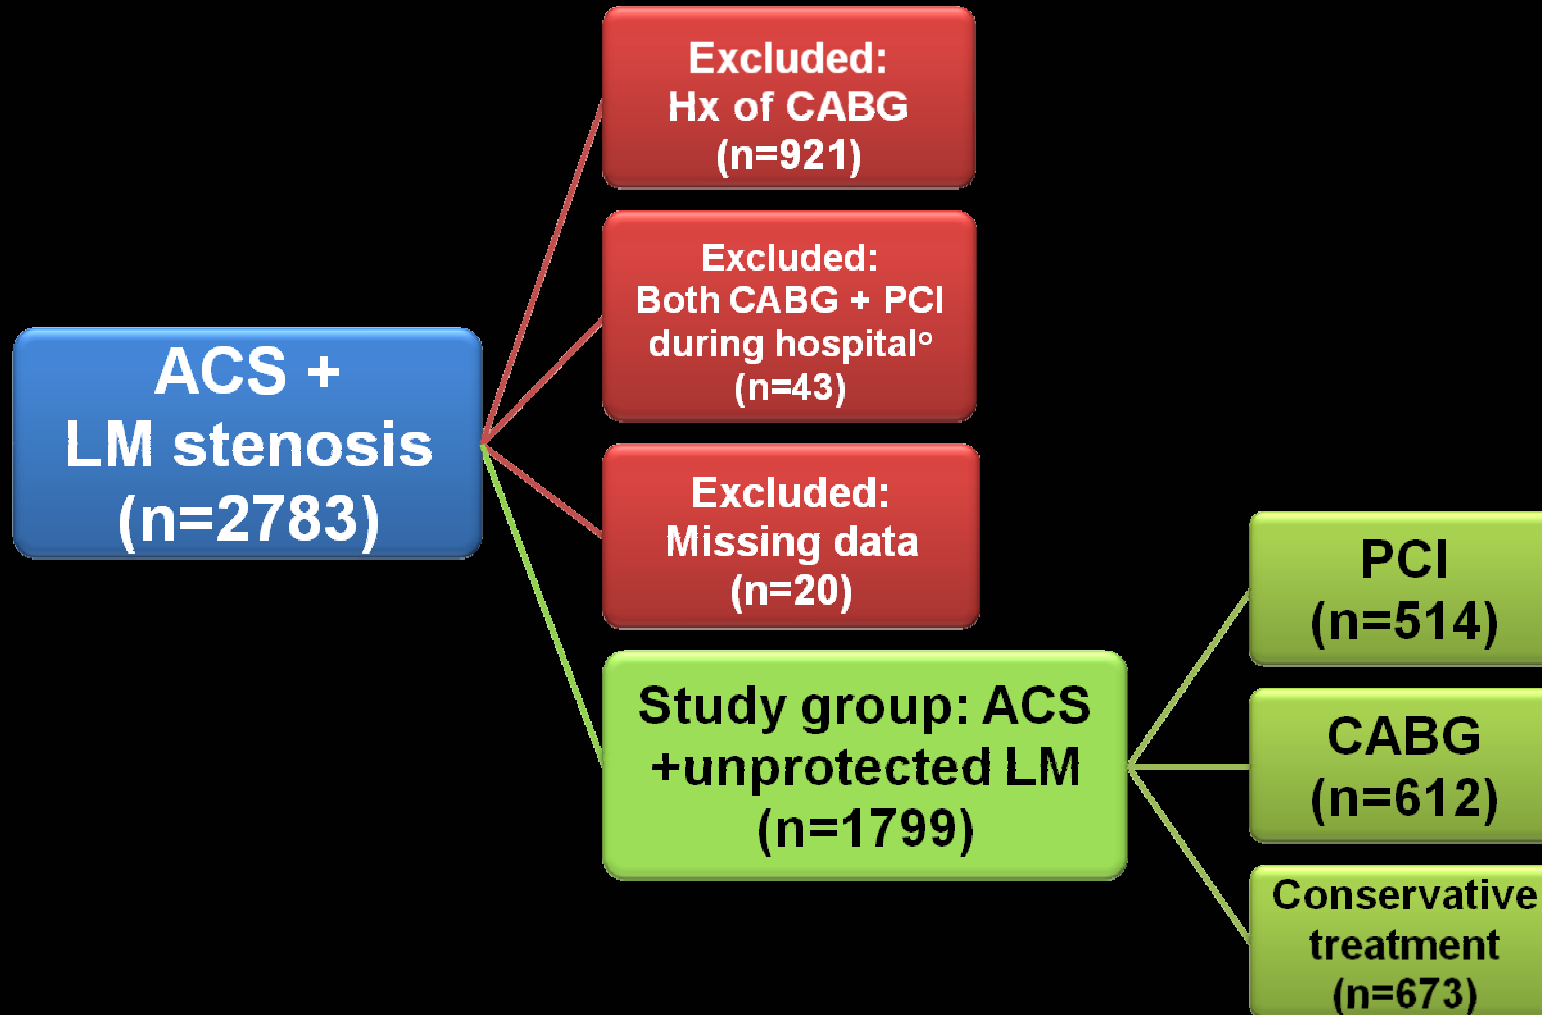 ACS +
LM stenosis
(n=2783)
Excluded:
Hx of CABG
(n=921)
Excluded:
Both CABG + PCI
during hospitalº
(n=43)
Excluded:
Missing data
(n=20)
Study group: ACS
+unprotected LM
(n=1799)
PCI
(n=514)
CABG
(n=612)
Conservative
treatment
(n=673)